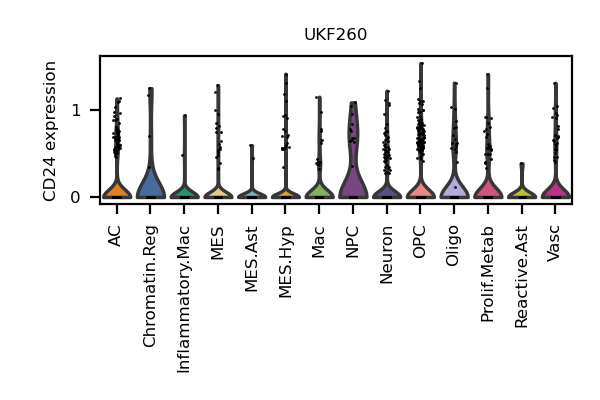 UKF260
CD24 expression
1
0
AC
Chromatin.Reg
Inflammatory.Mac
MES
MES.Ast
MES.Hyp
Mac
NPC
Neuron
OPC
Oligo
Prolif.Metab
Reactive.Ast
Vasc